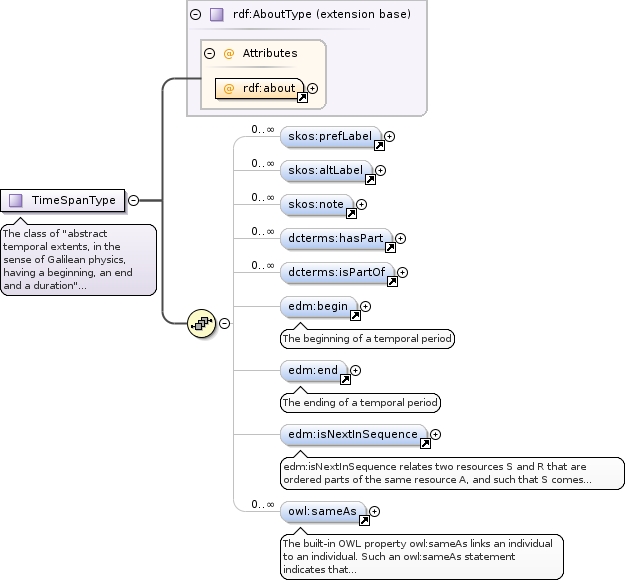 rdf:AboutType (extension base)
@ Attributes
@ rdf:about
0..∞
skos:prefLabel
0..∞
skos:altLabel
TimeSpanType
0..∞
skos:note
The class of "abstract
temporal extents, in the
sense of Galilean physics,
having a beginning, an end
and a duration"...
0..∞
dcterms:hasPart
0..∞
dcterms:isPartOf
edm:begin
The beginning of a temporal period
edm:end
The ending of a temporal period
edm:isNextInSequence
edm:isNextInSequence relates two resources S and R that are
ordered parts of the same resource A, and such that S comes...
0..∞
owl:sameAs
The built-in OWL property owl:sameAs links an individual
to an individual. Such an owl:sameAs statement
indicates that...